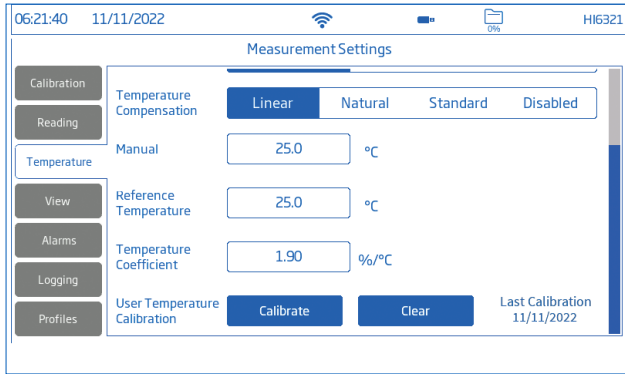 06:21:40 11/11/2022 0% HI6321
Measurement Settings
Calibration
Reading
Temperature
View
Alarms
Logging
Profiles
Temperature Compensation
Linear Natural Standard Disabled
Manual 25.0 °C
Reference Temperature 25.0 °C
Temperature Coefficient 1.90 %/°C
User Temperature Calibration Calibrate Clear Last Calibration 11/11/2022